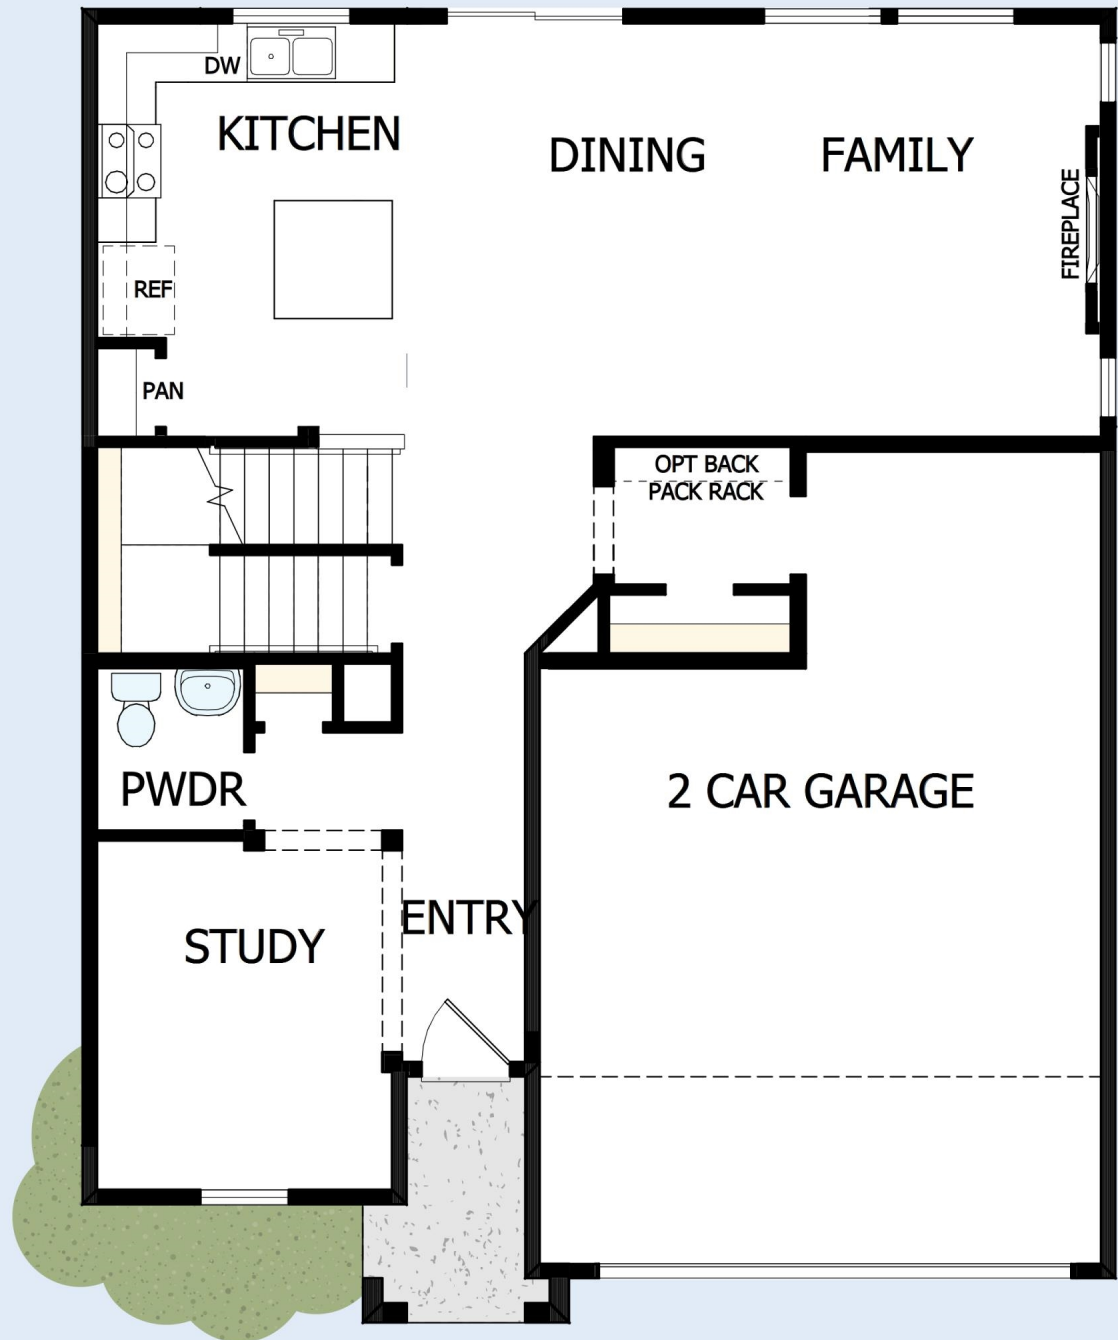 DW
KITCHEN
DINING
FAMILY
FIREPLACE
REF
PAN
OPT BACK
PACK RACK
PWDR
2 CAR GARAGE
ENTRY
STUDY